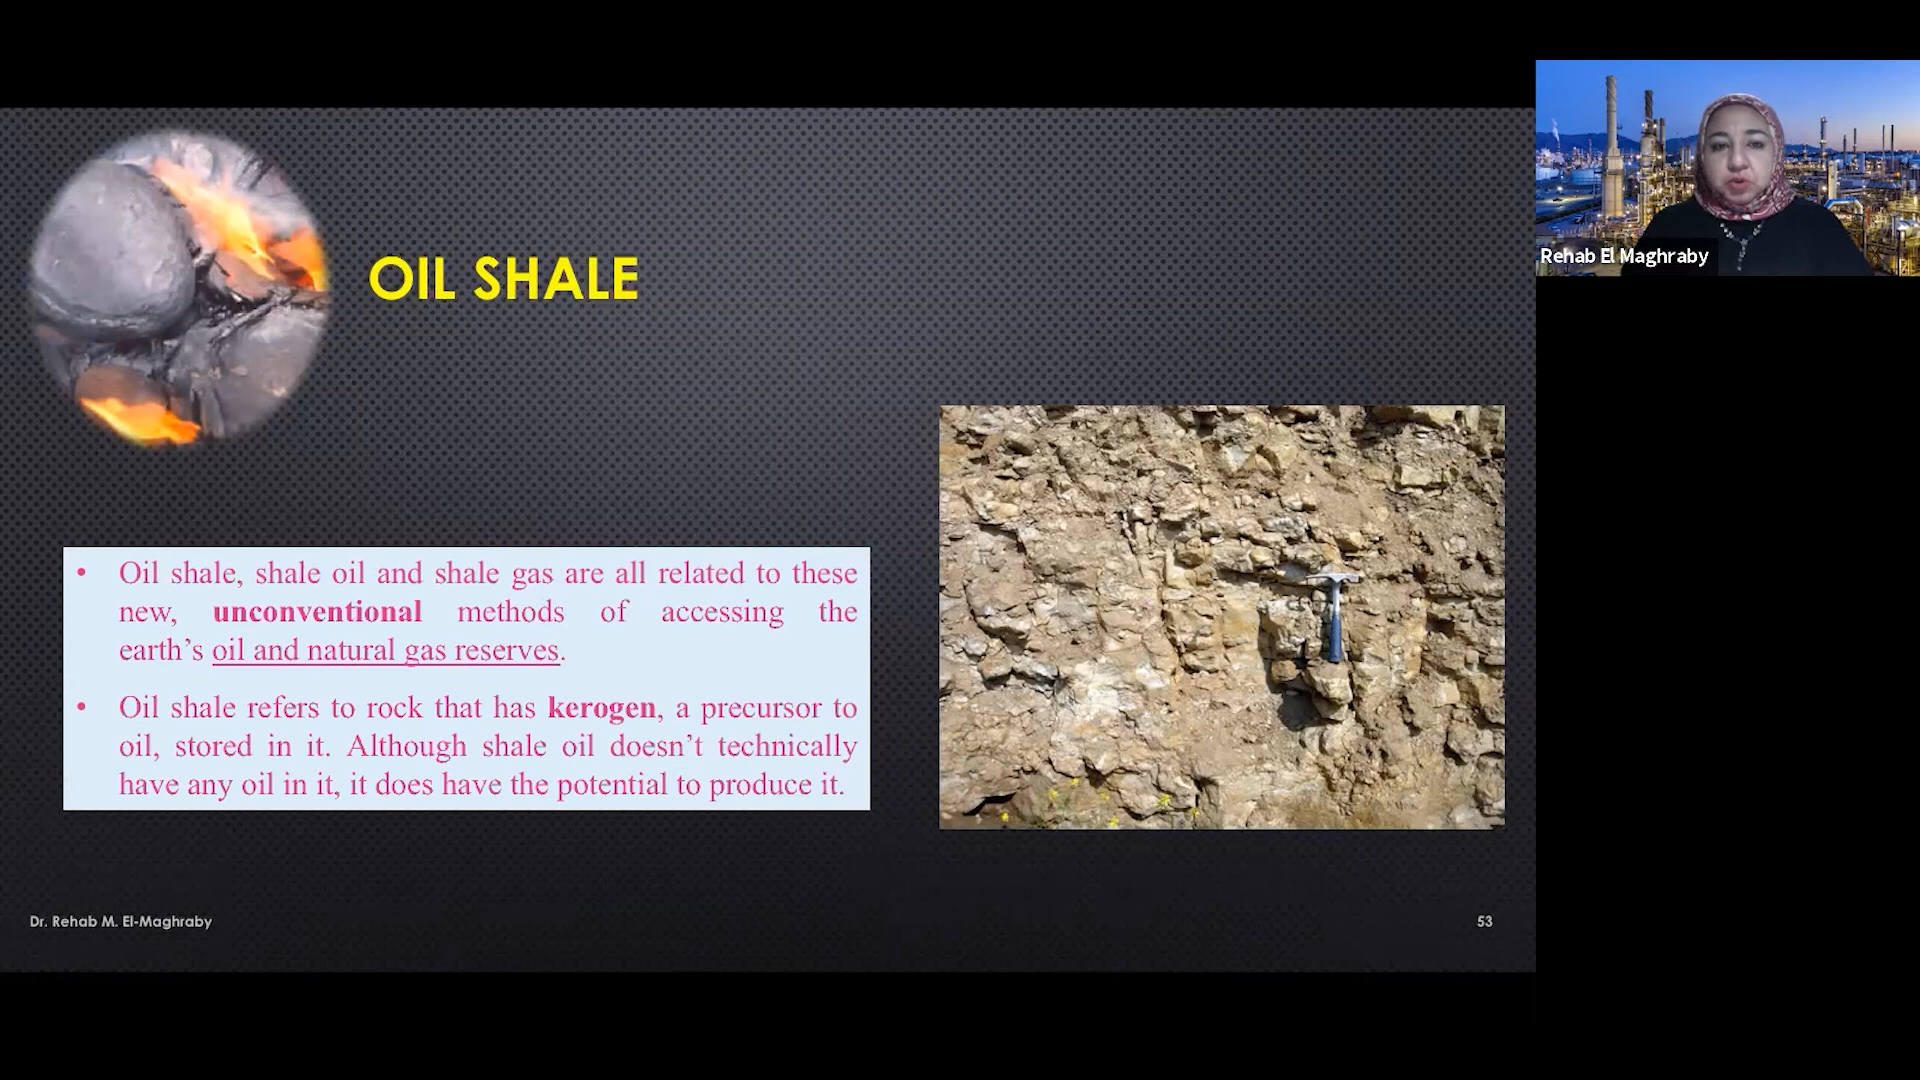 OIL SHALE
• Oil shale, shale oil and shale gas are all related to these
new, unconventional methods of accessing the
earth’s oil and natural gas reserves.
• Oil shale refers to rock that has kerogen, a precursor to
oil, stored in it. Although shale oil doesn’t technically
have any oil in it, it does have the potential to produce it.
Dr. Rehab M. El-Maghraby
53
Rehab El Maghraby